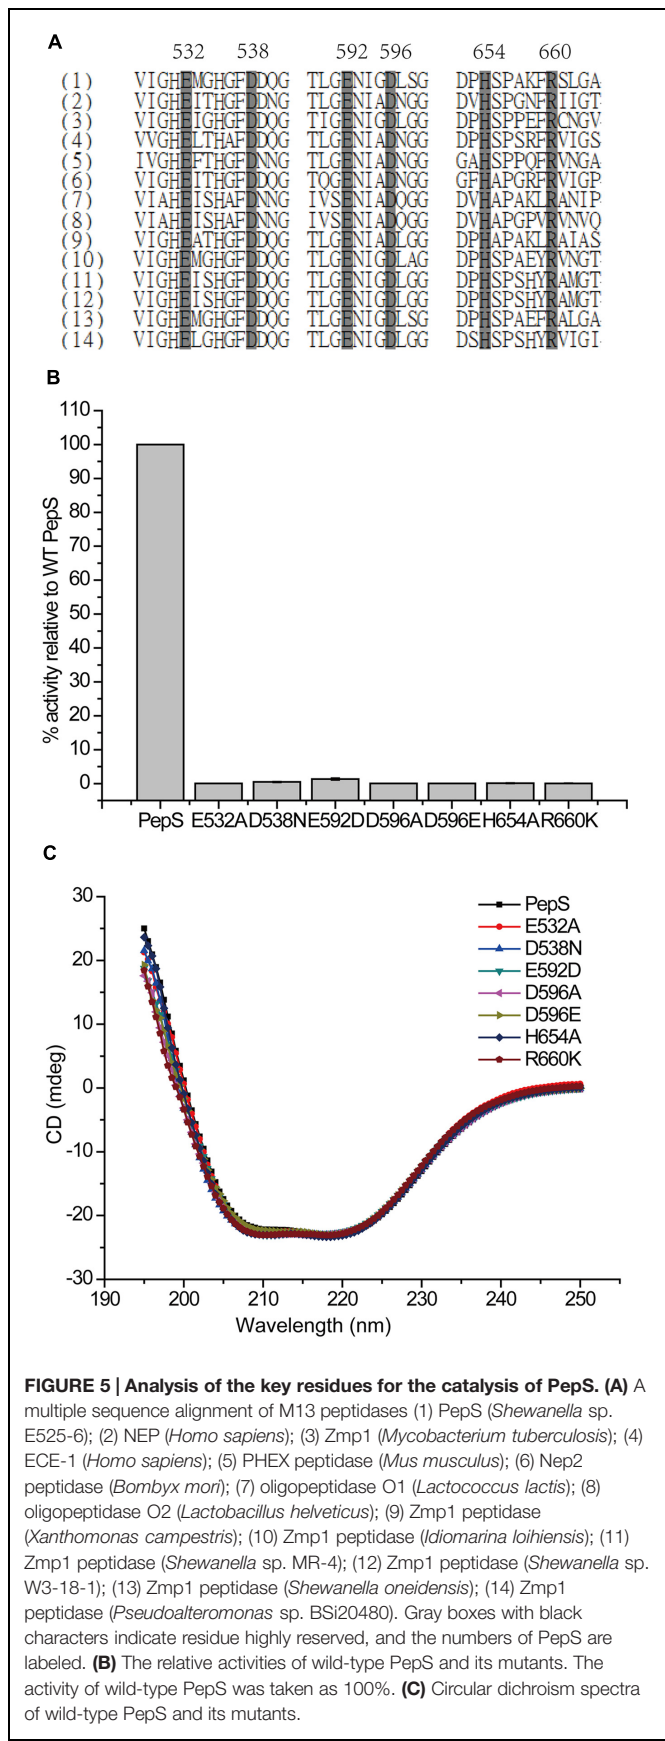 A
532 538 592 596 654 660
(1) VIGHEMGHGFDDQG TLGENIGDLSG DPHSPAKFRSLGA
(2) VIGHEITHGFDDNG TLGENIADNGG DVHSPGNFRIIGT
(3) VIGHEIGHGFDDQG TIGENIGDLGG DPHSPPEFRCNGV
(4) VVGHELTHAFDDQG TLGENIADNGG DPHSPSRFRVIGS
(5) IVGHEFTHGFDNNG TLGENIADNGG GAHSPPQFRVNGA
(6) VIGHEITHGFDDQG TQGENIADNGG GFHAPGRFRVIGP
(7) VIAHEISHAFDNNG IVSENIADQGG DVHAPAKLRANIP
(8) VIAHEISHAFDNNG IVSENIADQGG DVHAPGPVRVNVQ
(9) VIGHEATHGFDDQG TLGENIADLGG DPHAPAKLRAIAS
(10) VIGHEMGHGFDDQG TLGENIGDLAG DPHSPAEYRVNGT
(11) VIGHEISHGFDDQG TLGENIGDLGG DPHSPSHYRAMGT
(12) VIGHEISHGFDDQG TLGENIGDLGG DPHSPSHYRAMGT
(13) VIGHEMGHGFDDQG TLGENIGDLSG DPHSPAEFRALGA
(14) VIGHELGHGFDDQG TLGENIGDLGG DSHSPSHYRVIGI
B
110
100
90
80
70
60
50
40
30
20
10
0
% activity relative to WT PepS
PepS E532A D538N E592D D596A D596E H654A R660K
C
30
20
10
0
-10
-20
-30
CD (mdeg)
PepS
E532A
D538N
E592D
D596A
D596E
H654A
R660K
190 200 210 220 230 240 250
Wavelength (nm)
FIGURE 5 | Analysis of the key residues for the catalysis of PepS. (A) A
multiple sequence alignment of M13 peptidases (1) PepS (Shewanella sp.
E525-6); (2) NEP (Homo sapiens); (3) Zmp1 (Mycobacterium tuberculosis); (4)
ECE-1 (Homo sapiens); (5) PHEX peptidase (Mus musculus); (6) Nep2
peptidase (Bombyx mori); (7) oligopeptidase O1 (Lactococcus lactis); (8)
oligopeptidase O2 (Lactobacillus helveticus); (9) Zmp1 peptidase
(Xanthomonas campestris); (10) Zmp1 peptidase (Idiomarina loihiensis); (11)
Zmp1 peptidase (Shewanella sp. MR-4); (12) Zmp1 peptidase (Shewanella sp.
W3-18-1); (13) Zmp1 peptidase (Shewanella oneidensis); (14) Zmp1
peptidase (Pseudoalteromonas sp. BSi20480). Gray boxes with black
characters indicate residue highly reserved, and the numbers of PepS are
labeled. (B) The relative activities of wild-type PepS and its mutants. The
activity of wild-type PepS was taken as 100%. (C) Circular dichroism spectra
of wild-type PepS and its mutants.